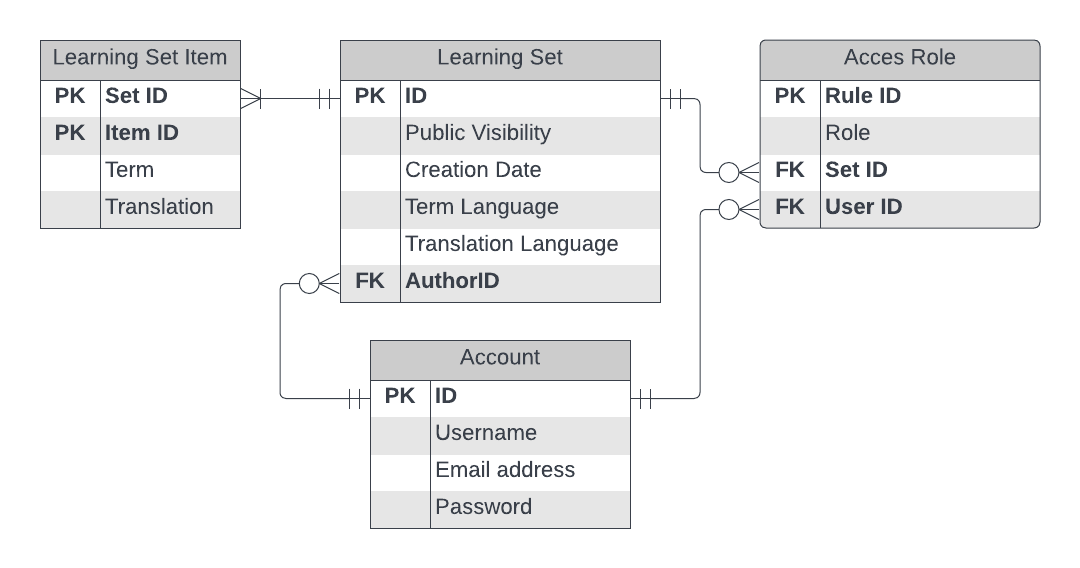 Learning Set Item
PK Set ID
PK Item ID
Term
Translation
Learning Set
PK ID
Public Visibility
Creation Date
Term Language
Translation Language
FK AuthorID
Acces Role
PK Rule ID
Role
FK Set ID
FK User ID
Account
PK ID
Username
Email address
Password